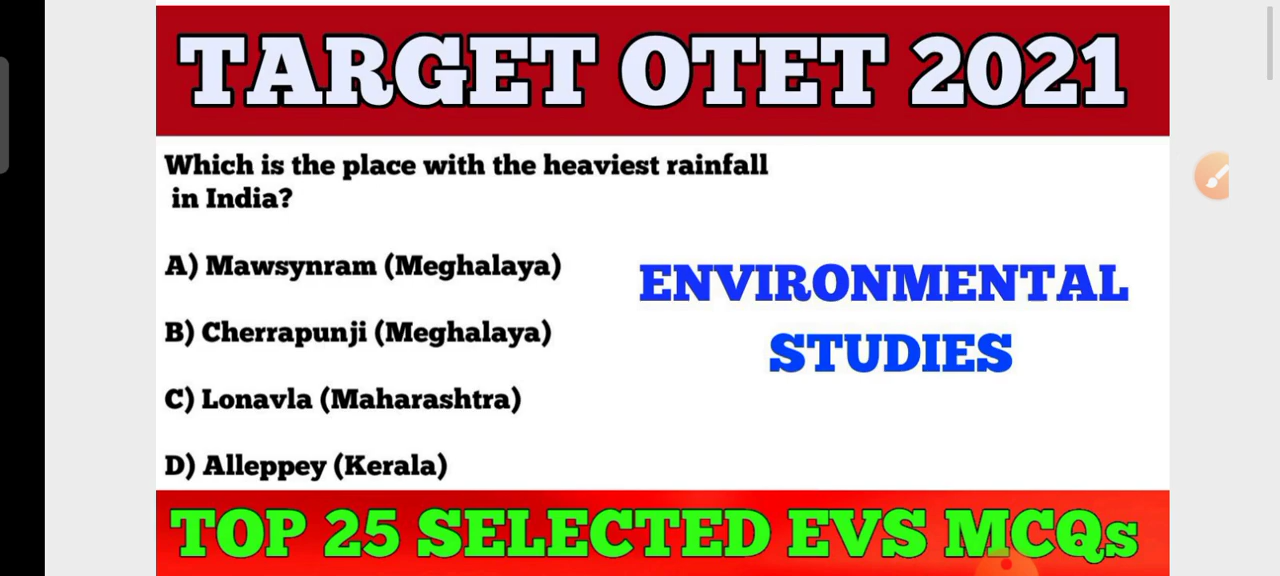 TARGET OTET 2021
Which is the place with the heaviest rainfall
in India?
A) Mawsynram (Meghalaya)
B) Cherrapunji (Meghalaya)
C) Lonavla (Maharashtra)
D) Alleppey (Kerala)
ENVIRONMENTAL
STUDIES
TOP 25 SELECTED EVS MCQs